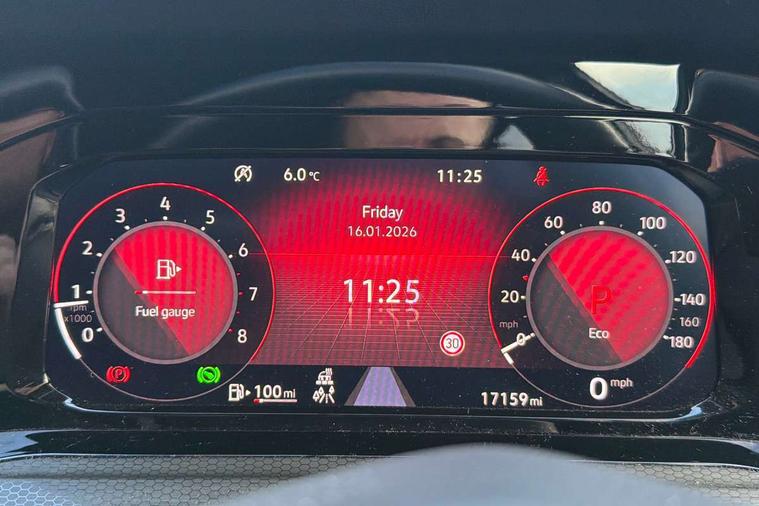 6.0 °C
11:25
Friday
16.01.2026
11:25
30
0
1
2
3
4
5
6
7
8
rpm
x1000
Fuel gauge
P
100 mi
0
20
40
60
80
100
120
140
160
180
mph
P
Eco
0 mph
17159 mi